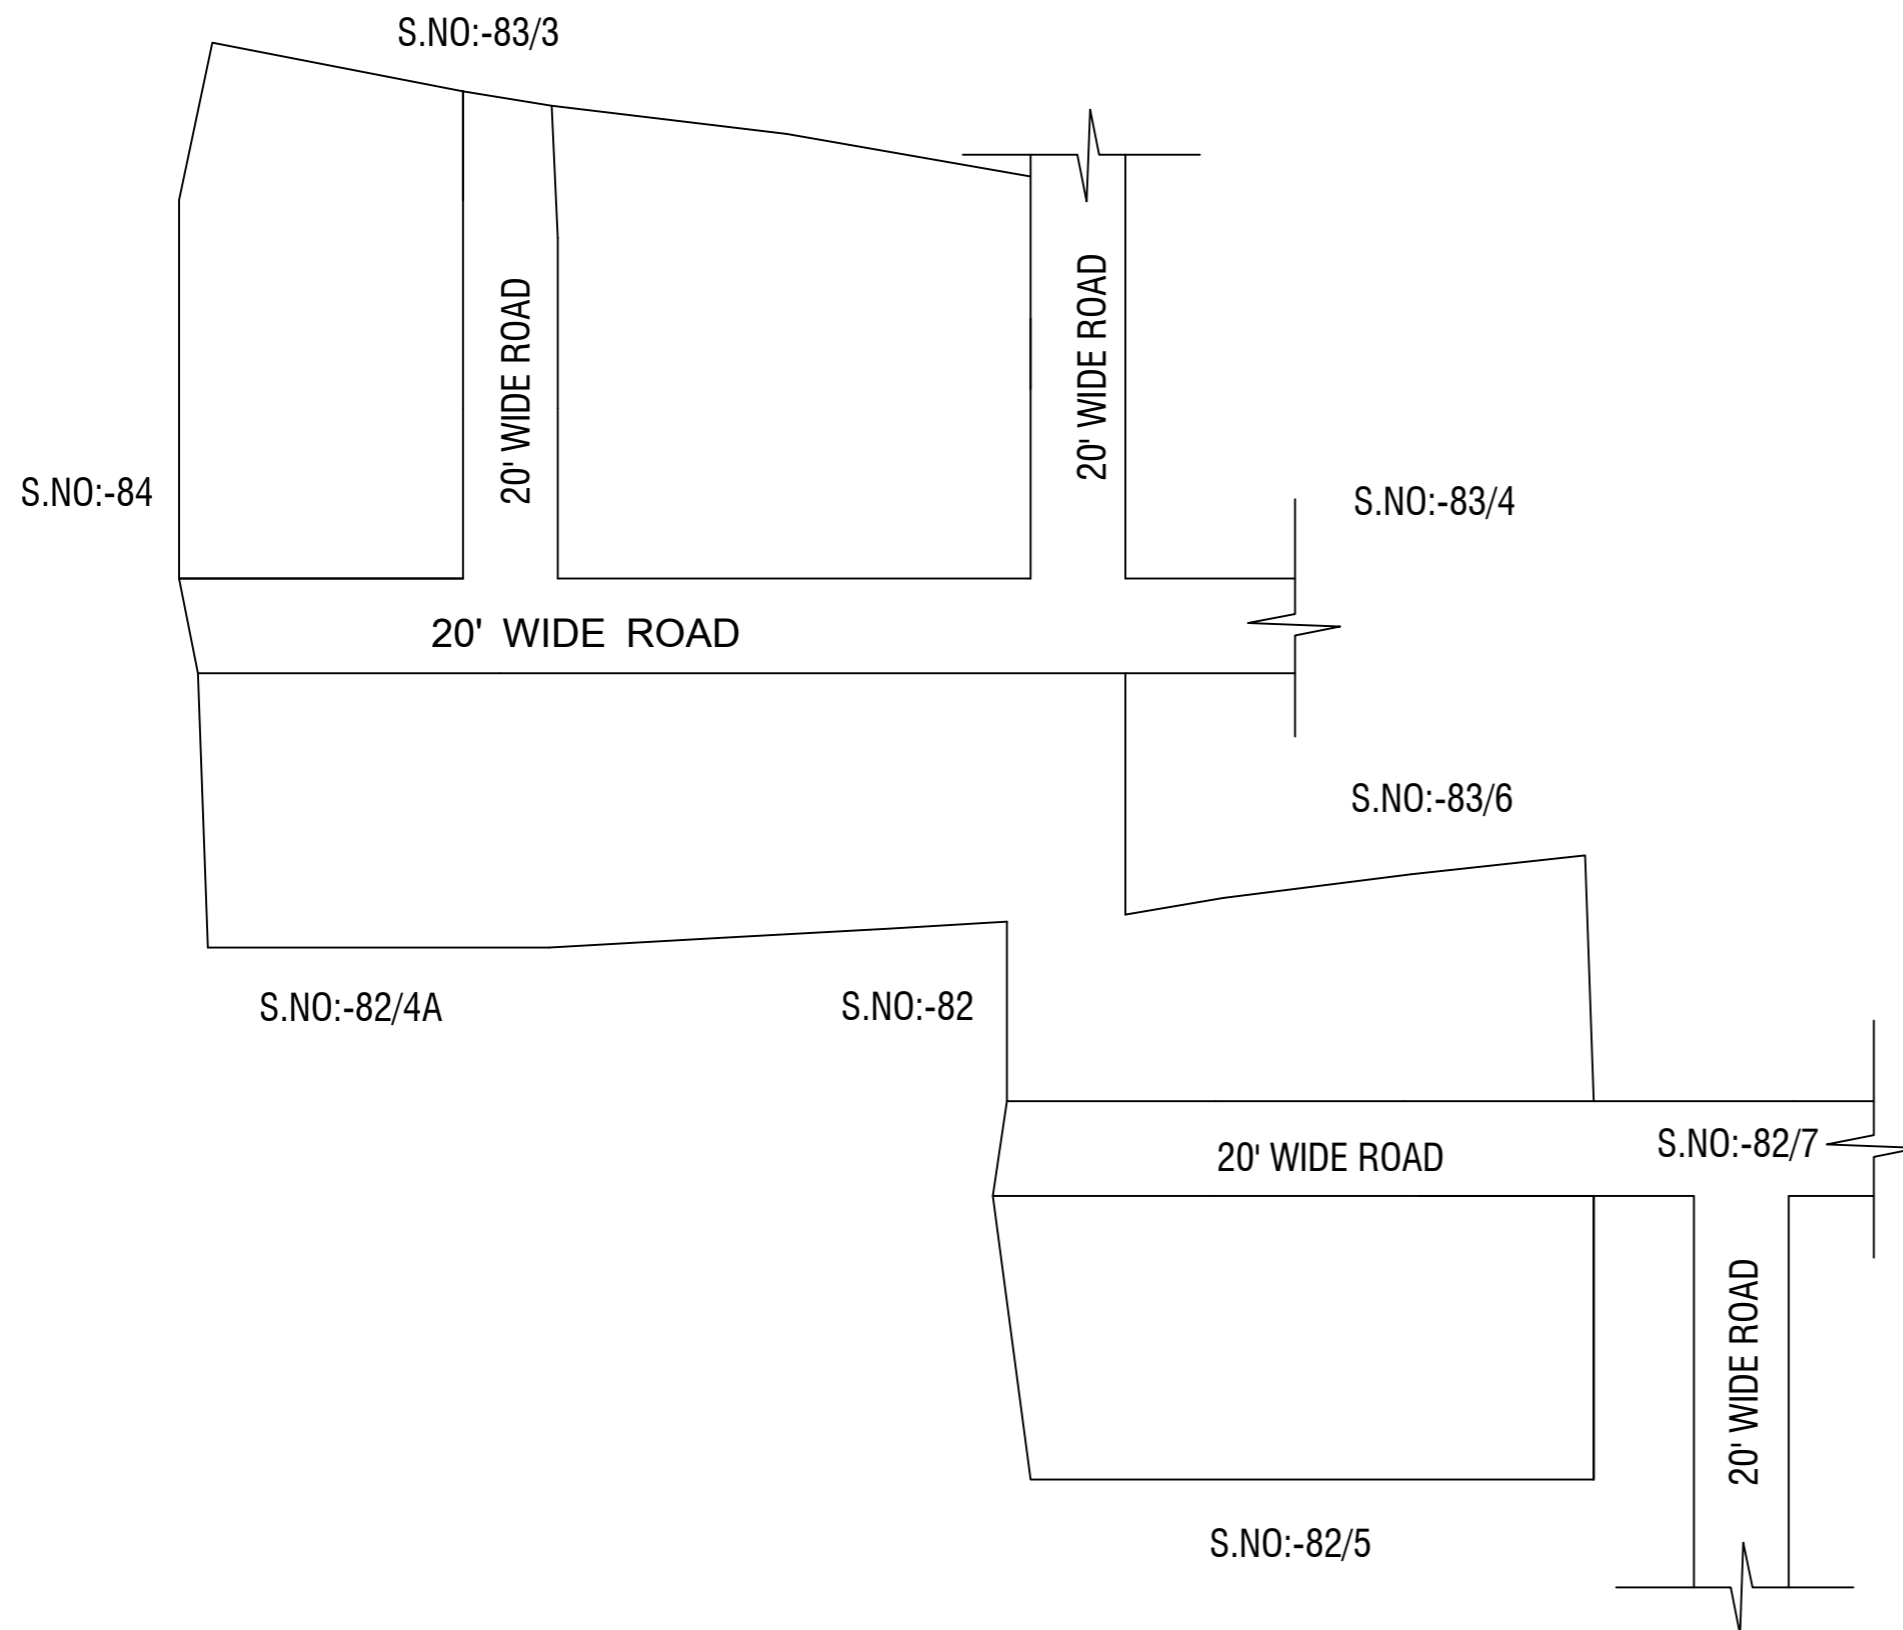 S.NO:-83/3
20' WIDE ROAD
20' WIDE ROAD
S.NO:-84
S.NO:-83/4
20' WIDE ROAD
S.NO:-83/6
S.NO:-82/4A
S.NO:-82
20' WIDE ROAD
S.NO:-82/7
20' WIDE ROAD
S.NO:-82/5